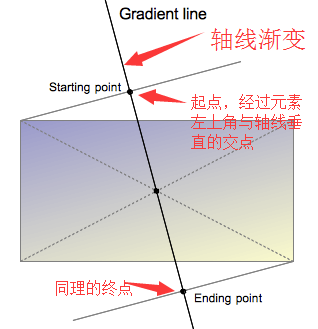 Gradient line
轴线渐变
Starting point
起点，经过元素
左上角与轴线垂
直的交点
同理的终点
Ending point